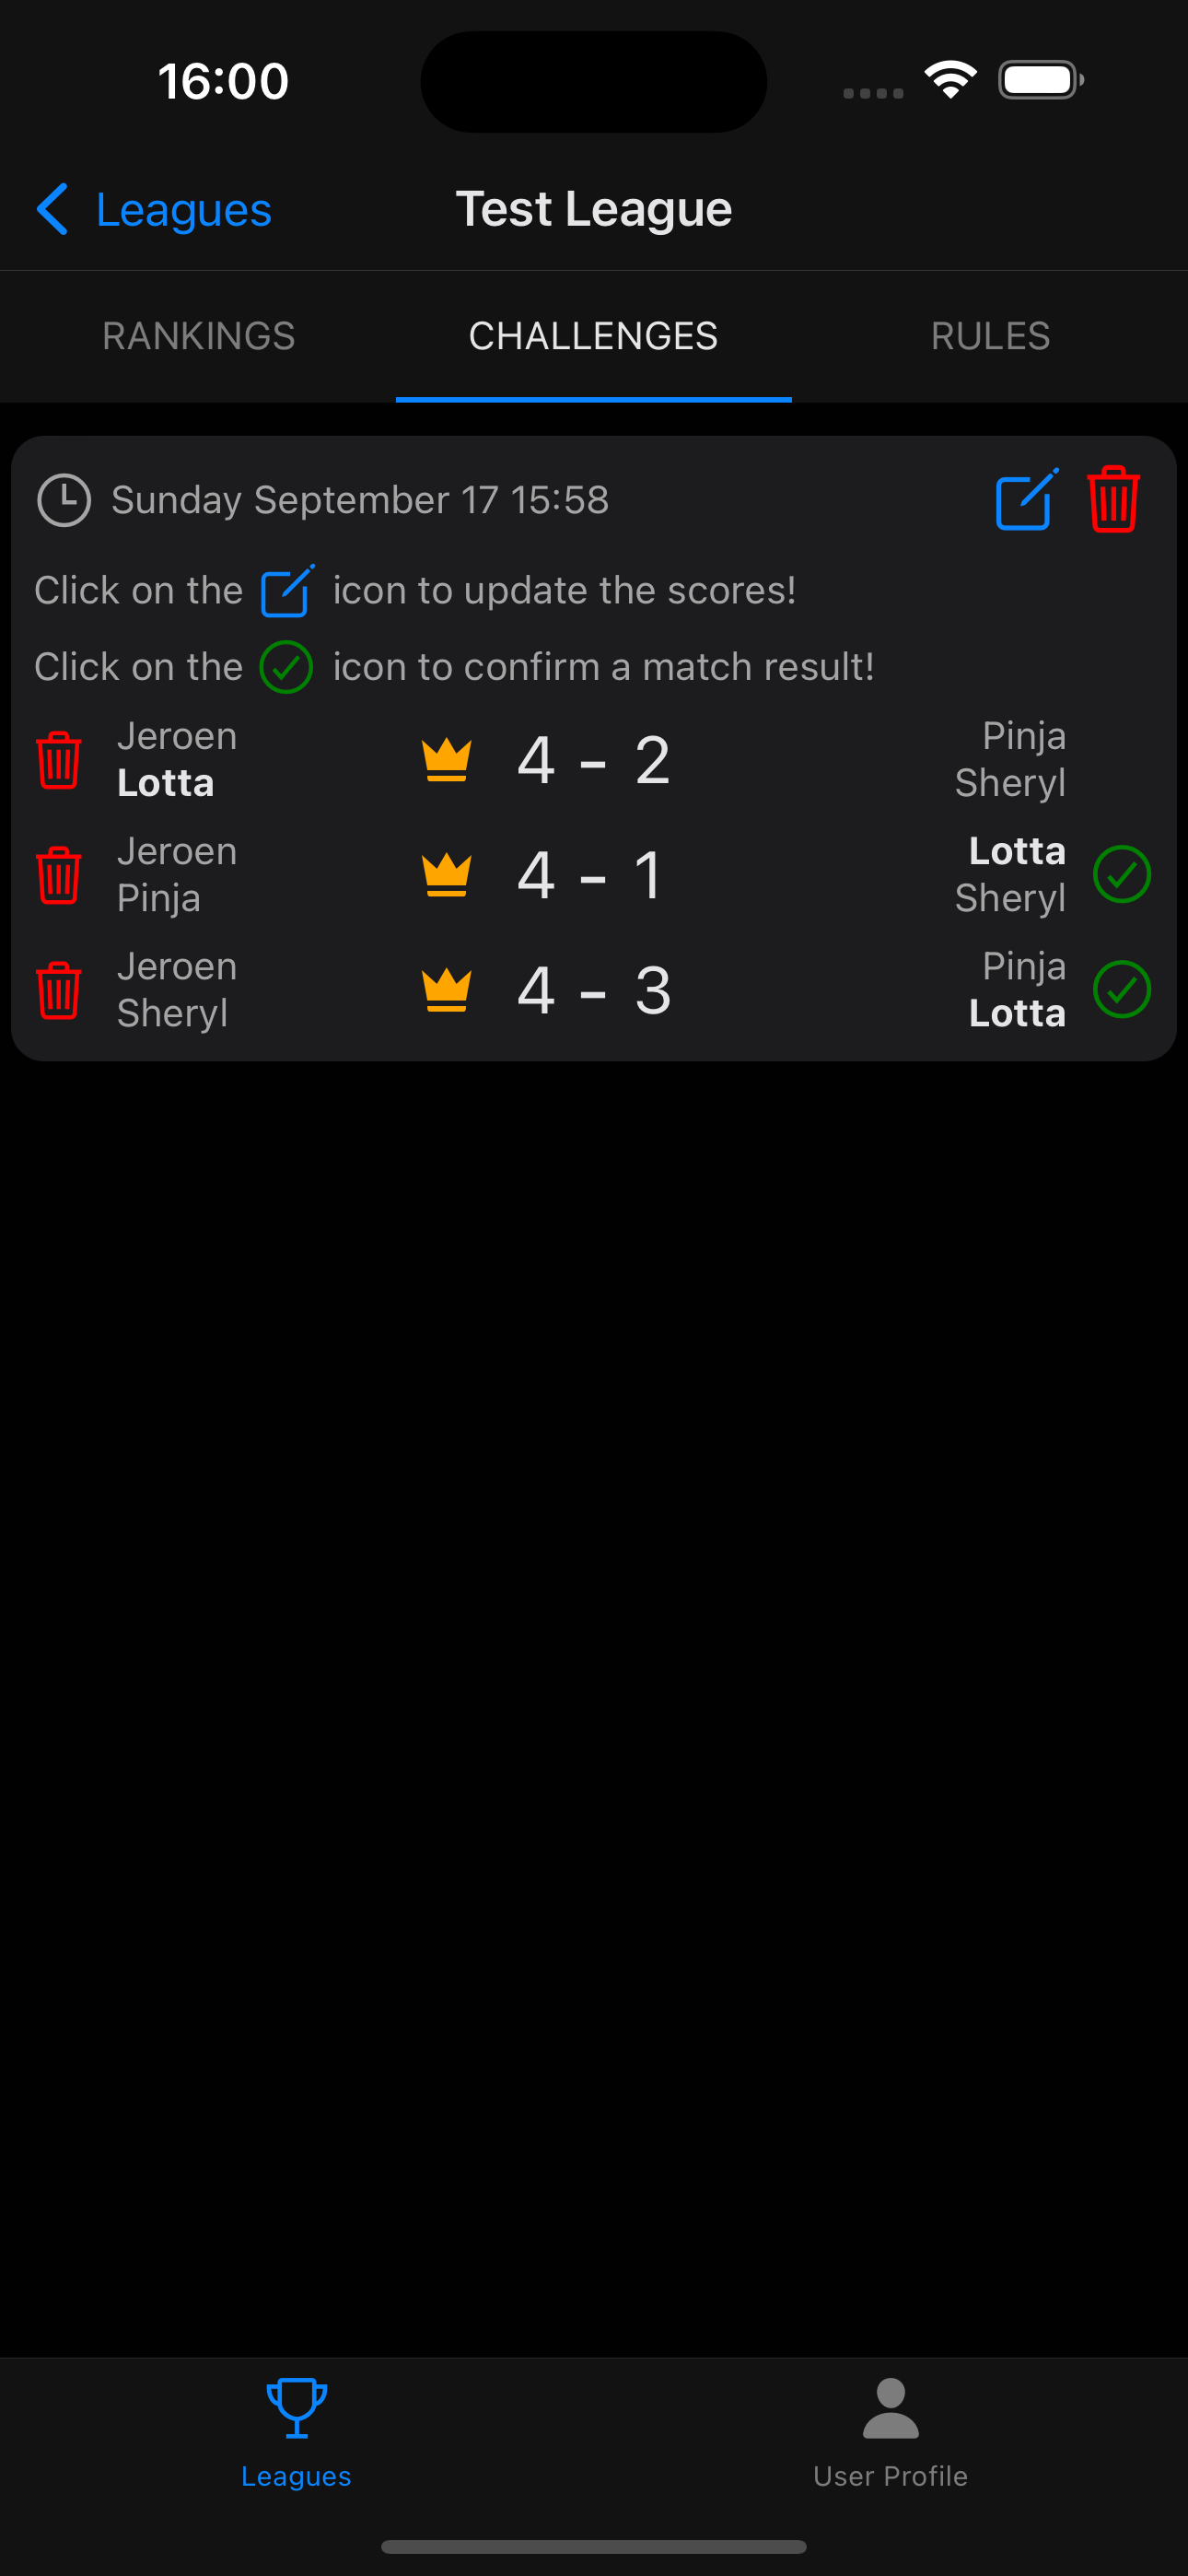 16:00
Leagues
Test League
RANKINGS
CHALLENGES
RULES
Sunday September 17 15:58
Click on the icon to update the scores!
Click on the icon to confirm a match result!
Jeroen
Lotta
4 - 2
Pinja
Sheryl
Jeroen
Pinja
4 - 1
Lotta
Sheryl
Jeroen
Sheryl
4 - 3
Pinja
Lotta
Leagues
User Profile